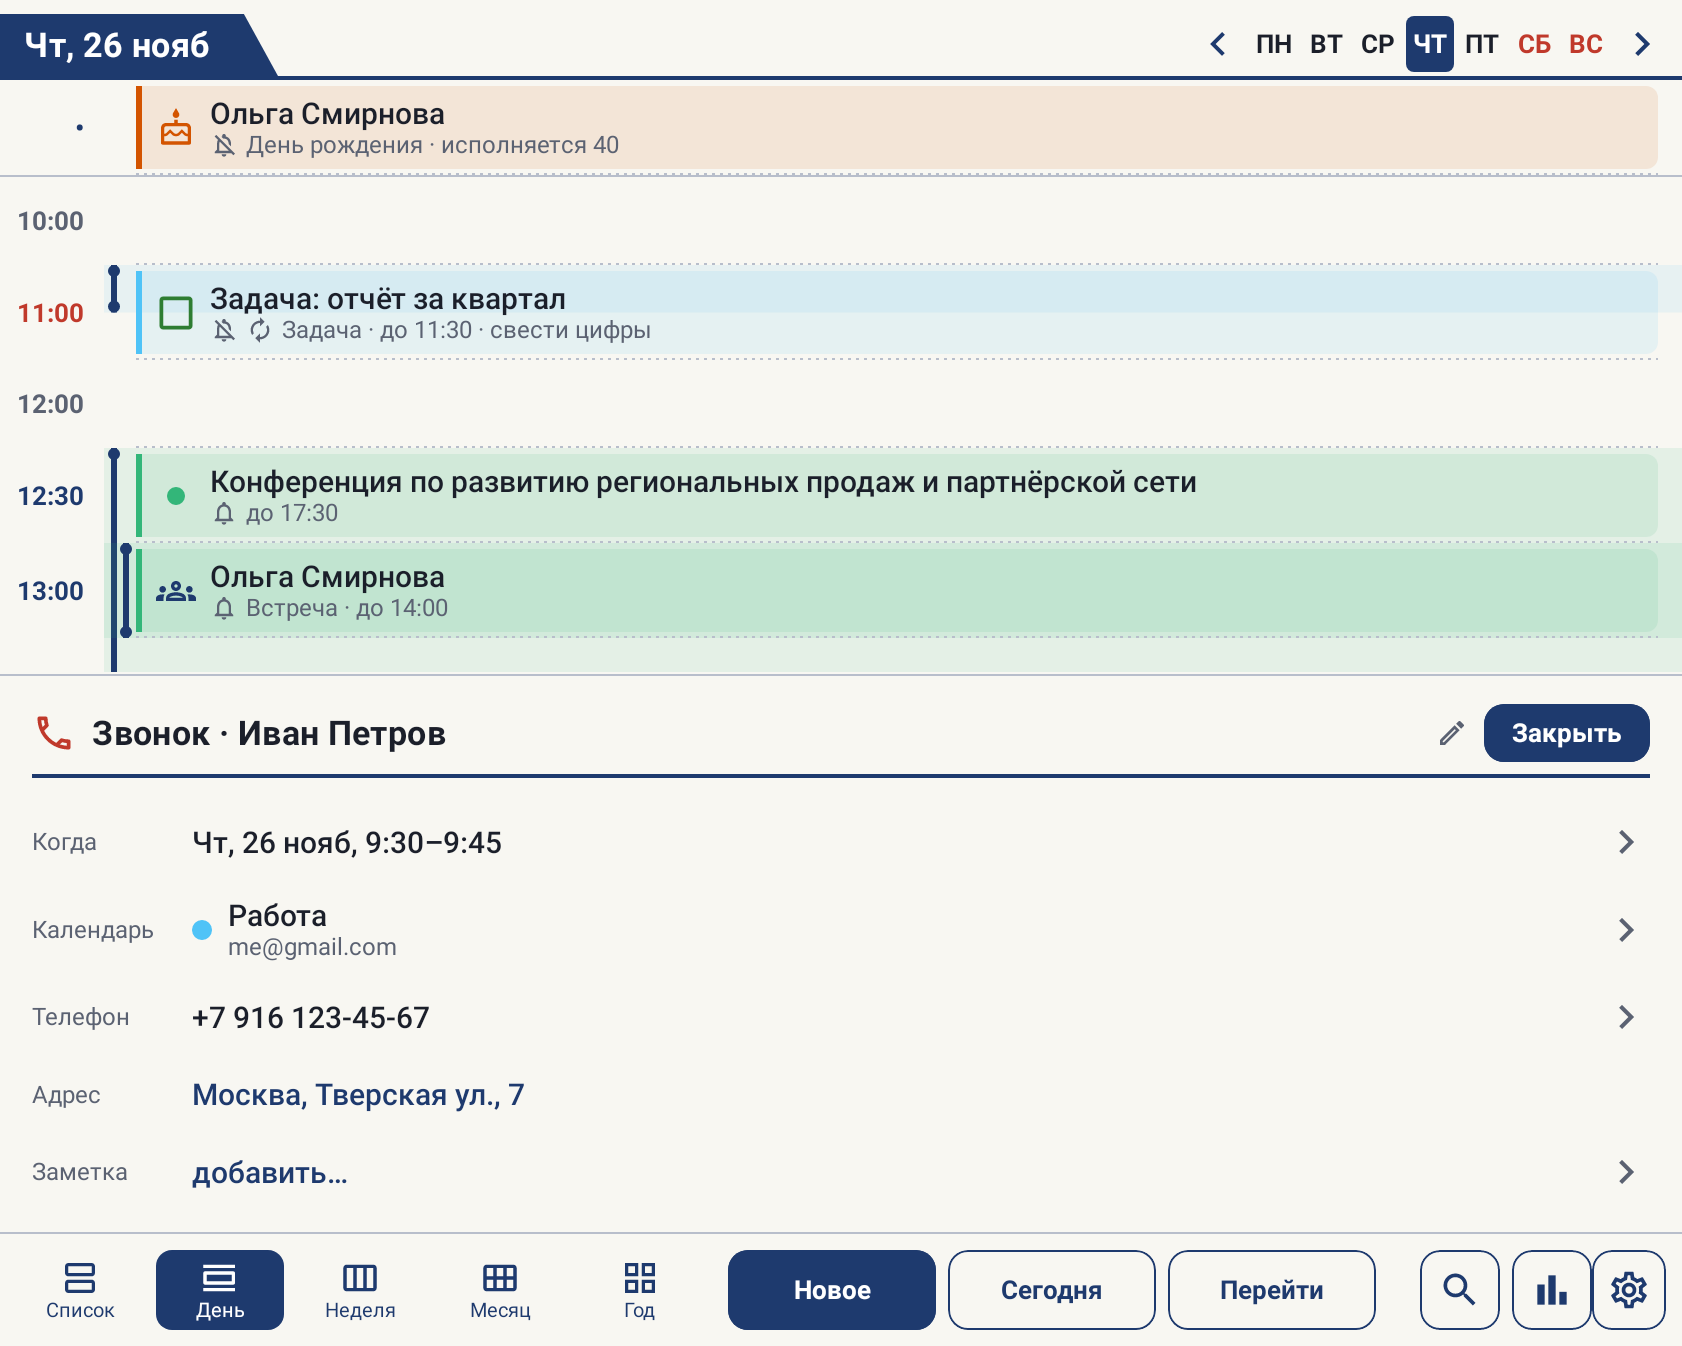 Чт, 26 нояб
ПН ВТ СР ЧТ ПТ СБ ВС
Ольга Смирнова
День рождения · исполняется 40
10:00
11:00
Задача: отчёт за квартал
Задача · до 11:30 · свести цифры
12:00
12:30
Конференция по развитию региональных продаж и партнёрской сети
до 17:30
13:00
Ольга Смирнова
Встреча · до 14:00
Звонок · Иван Петров
Закрыть
Когда
Чт, 26 нояб, 9:30–9:45
Календарь
Работа
me@gmail.com
Телефон
+7 916 123-45-67
Адрес
Москва, Тверская ул., 7
Заметка
добавить...
Список
День
Неделя
Месяц
Год
Новое
Сегодня
Перейти